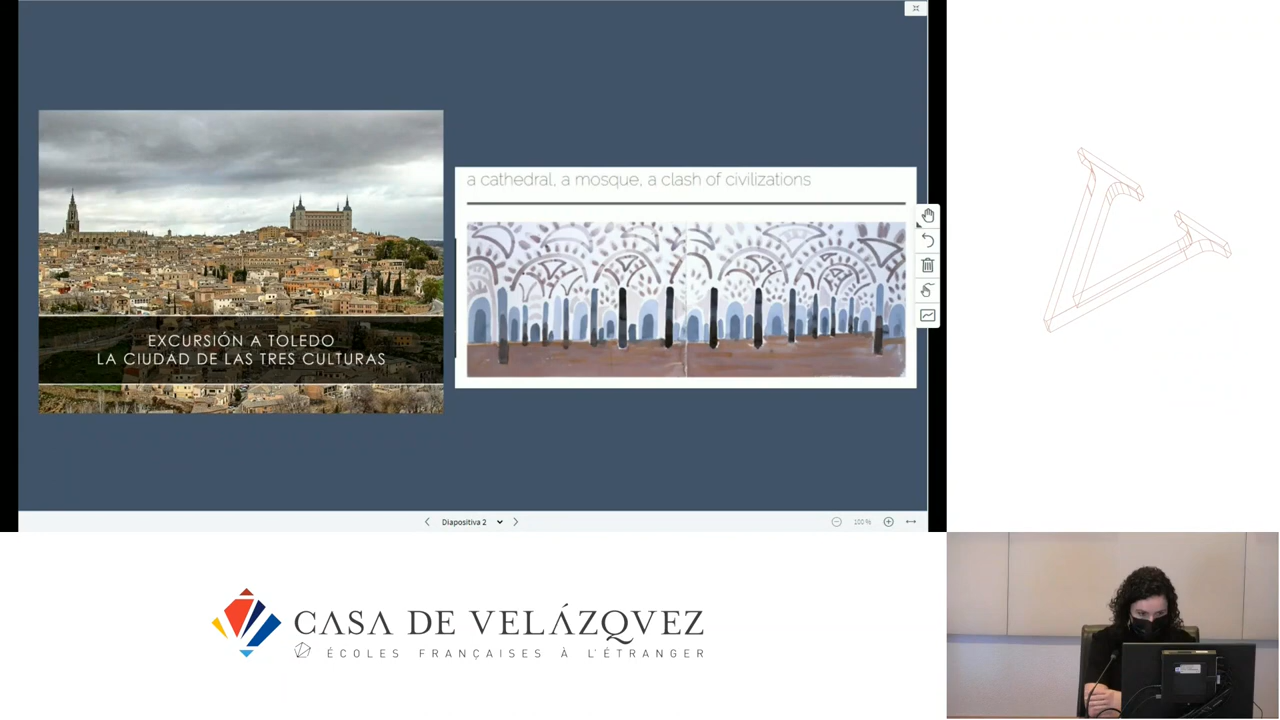 a cathedral, a mosque, a clash of civilizations
EXCURSIÓN A TOLEDO
LA CIUDAD DE LAS TRES CULTURAS
Diapositiva 2
100 %
CASA DE VELÁZQVEZ
ÉCOLES FRANÇAISES À L'ÉTRANGER